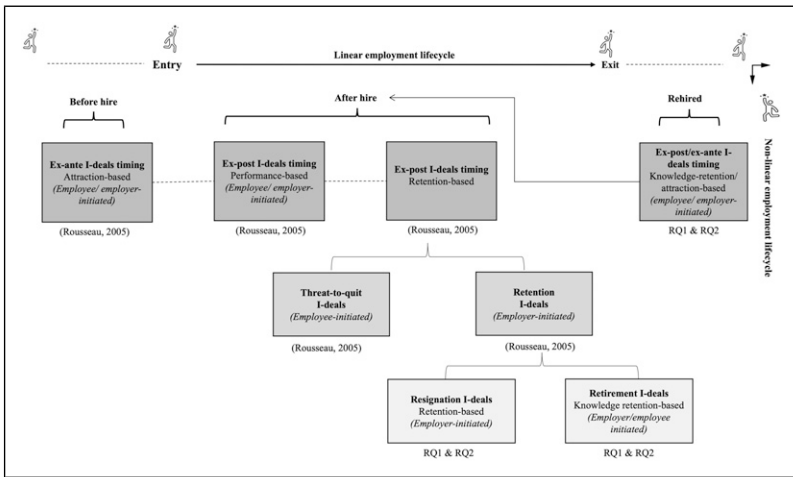 Linear employment lifecycle
Entry
Exit
Before hire
After hire
Rehired
Ex-ante I-deals timing
Attraction-based
(Employee/ employer-
initiated)
(Rousseau, 2005)
Ex-post I-deals timing
Performance-based
(Employee/ employer-
initiated)
(Rousseau, 2005)
Ex-post I-deals timing
Retention-based
(Rousseau, 2005)
Ex-post/ex-ante I-
deals timing
Knowledge-retention/
attraction-based
(employee/ employer-
initiated)
RQ1 & RQ2
Non-linear employment lifecycle
Threat-to-quit
I-deals
(Employee-initiated)
(Rousseau, 2005)
Retention
I-deals
(Employer-initiated)
(Rousseau, 2005)
Resignation I-deals
Retention-based
(Employer-initiated)
RQ1 & RQ2
Retirement I-deals
Knowledge retention-based
(Employer/employee
initiated)
RQ1 & RQ2